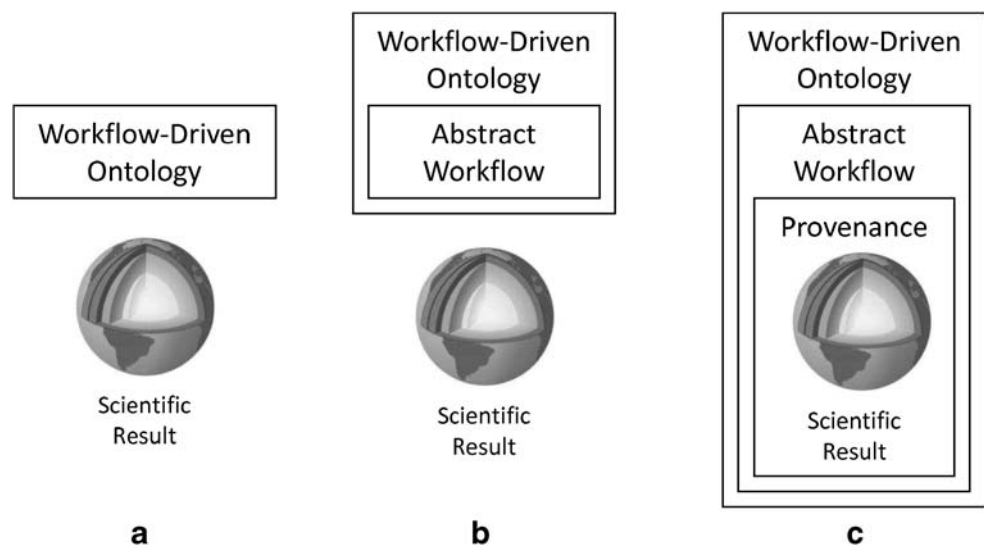 Workflow-Driven
Ontology
Scientific
Result
a
Workflow-Driven
Ontology
Abstract
Workflow
Scientific
Result
b
Workflow-Driven
Ontology
Abstract
Workflow
Provenance
Scientific
Result
c